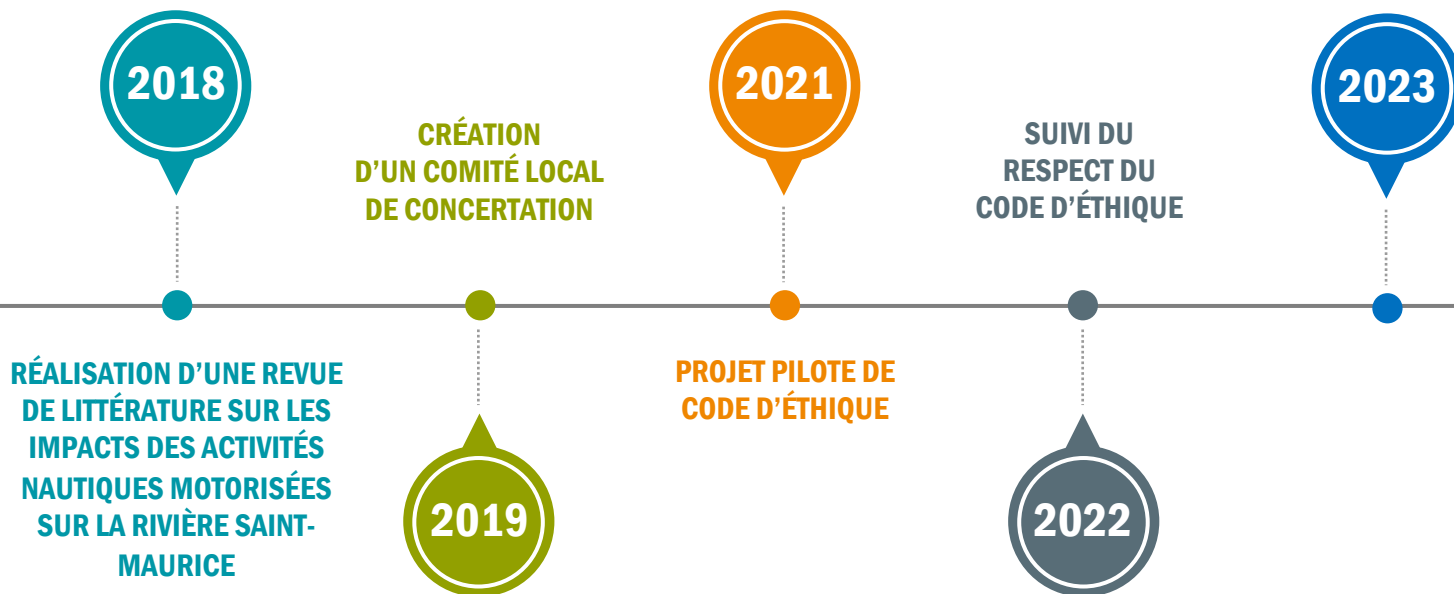 2018
RÉALISATION D'UNE REVUE
DE LITTÉRATURE SUR LES
IMPACTS DES ACTIVITÉS
NAUTIQUES MOTORISÉES
SUR LA RIVIÈRE SAINT-
MAURICE
CRÉATION
D'UN COMITÉ LOCAL
DE CONCERTATION
2019
2021
PROJET PILOTE DE
CODE D'ÉTHIQUE
SUIVI DU
RESPECT DU
CODE D'ÉTHIQUE
2022
2023